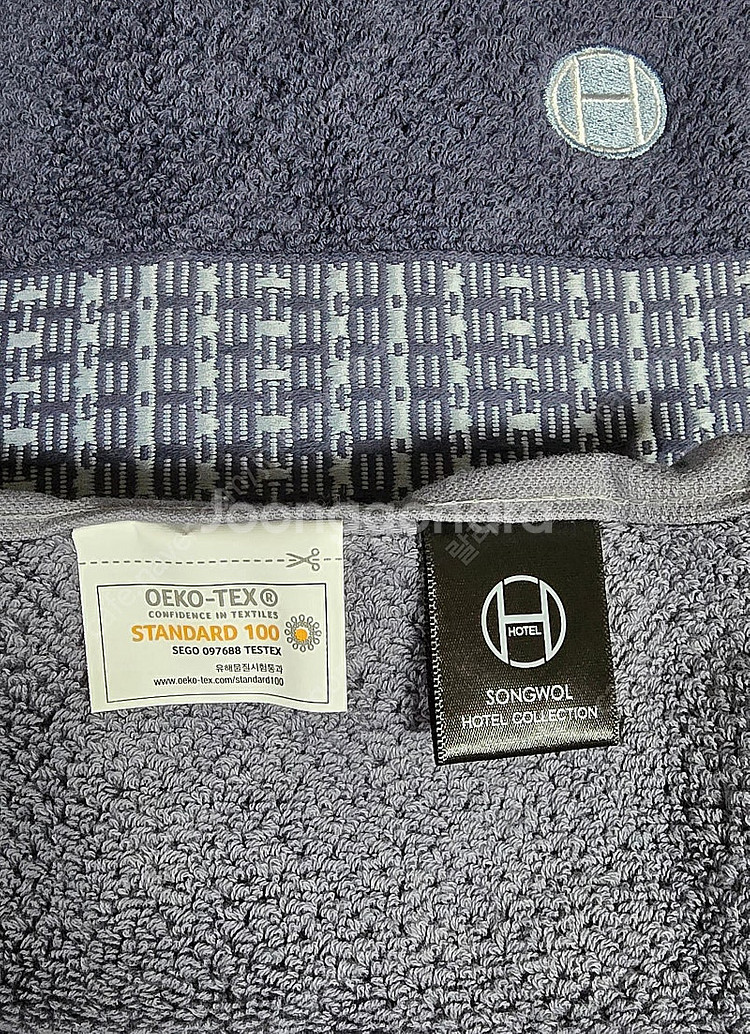 H
Joonggonara
OEKO-TEX®
CONFIDENCE IN TEXTILES
STANDARD 100
SEGO 097688 TESTEX
유해물질시험통과
www.oeko-tex.com/standard100
H
HOTEL
SONGWOL
HOTEL COLLECTION